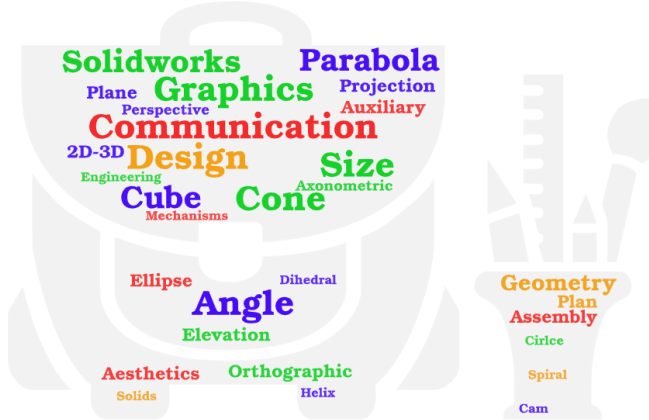 Solidworks
Parabola
Graphics
Plane
Projection
Perspective
Auxiliary
Communication
2D-3D
Design
Size
Engineering
Axonometric
Cube
Cone
Mechanisms
Ellipse
Dihedral
Angle
Elevation
Aesthetics
Orthographic
Solids
Helix
Geometry
Plan
Assembly
Cirlce
Spiral
Cam